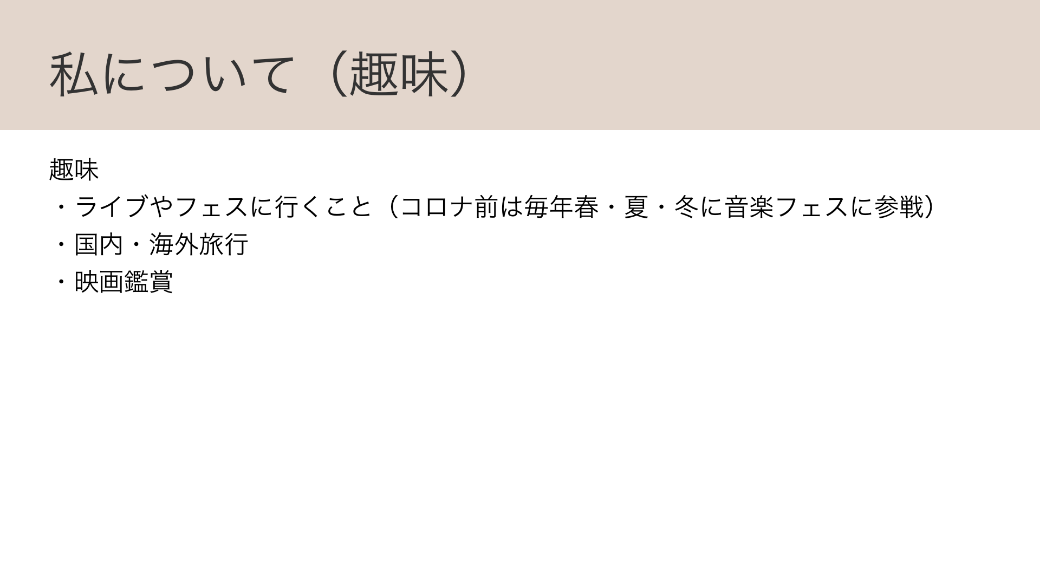 私について（趣味）
趣味
・ライブやフェスに行くこと（コロナ前は毎年春・夏・冬に音楽フェスに参戦）
・国内・海外旅行
・映画鑑賞